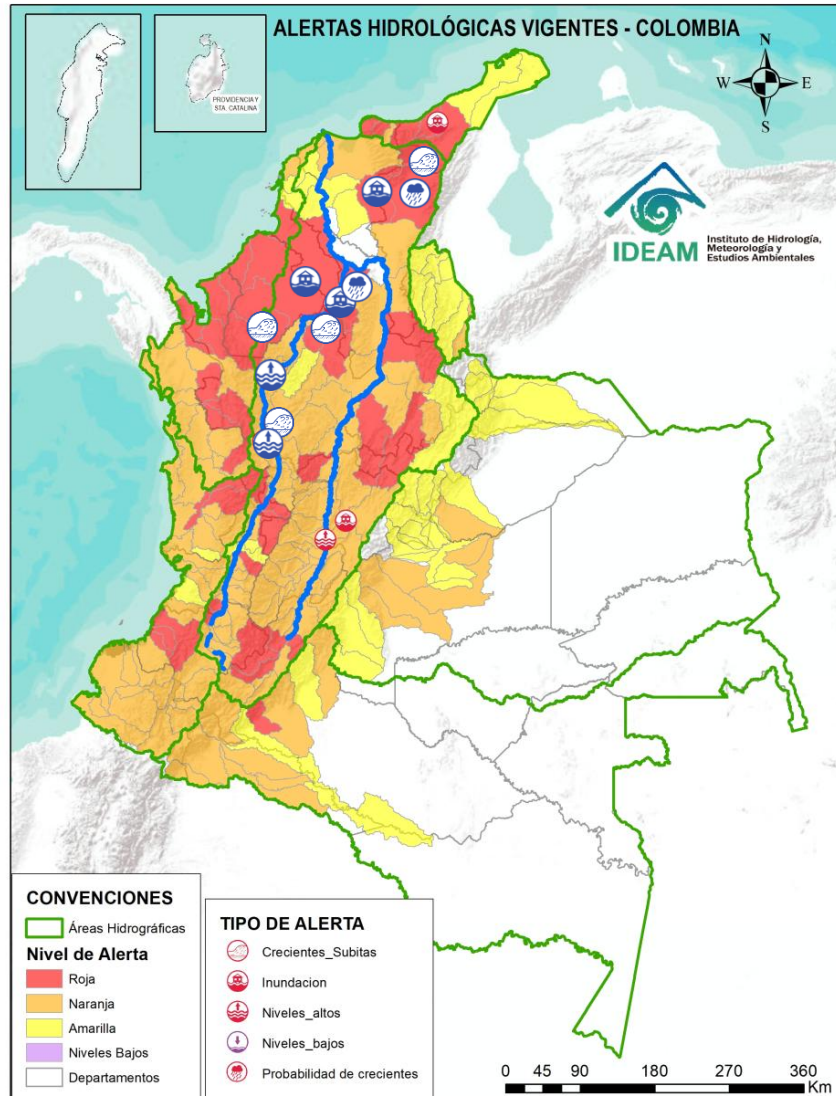 ALERTAS HIDROLÓGICAS VIGENTES - COLOMBIA
PROVIDENCIA Y
STA. CATALINA
N
W
E
S
IDEAM
Instituto de Hidrología,
Meteorología y
Estudios Ambientales
CONVENCIONES
Áreas Hidrográficas
Nivel de Alerta
Roja
Naranja
Amarilla
Niveles Bajos
Departamentos
TIPO DE ALERTA
Crecientes_Subitas
Inundacion
Niveles_altos
Niveles_bajos
Probabilidad de crecientes
0 45 90 180 270 360
Km